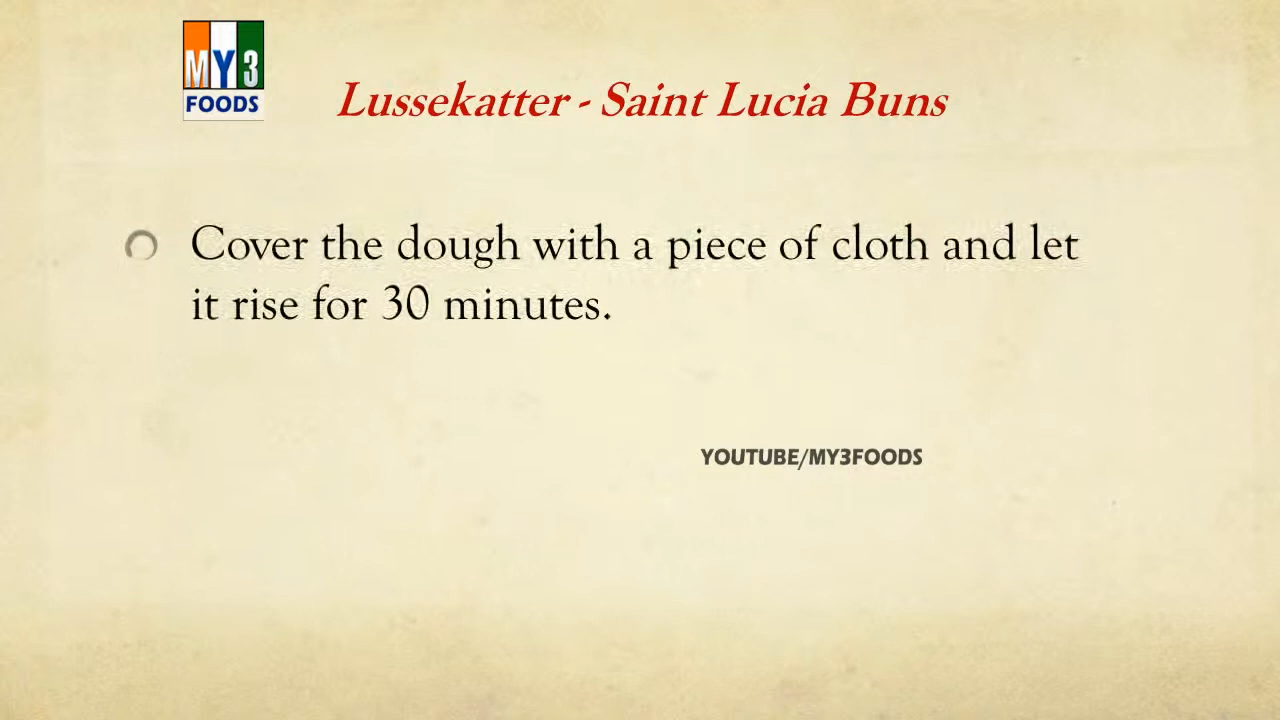 MY3
FOODS
Lussekatter - Saint Lucia Buns
Cover the dough with a piece of cloth and let
it rise for 30 minutes.
YOUTUBE/MY3FOODS